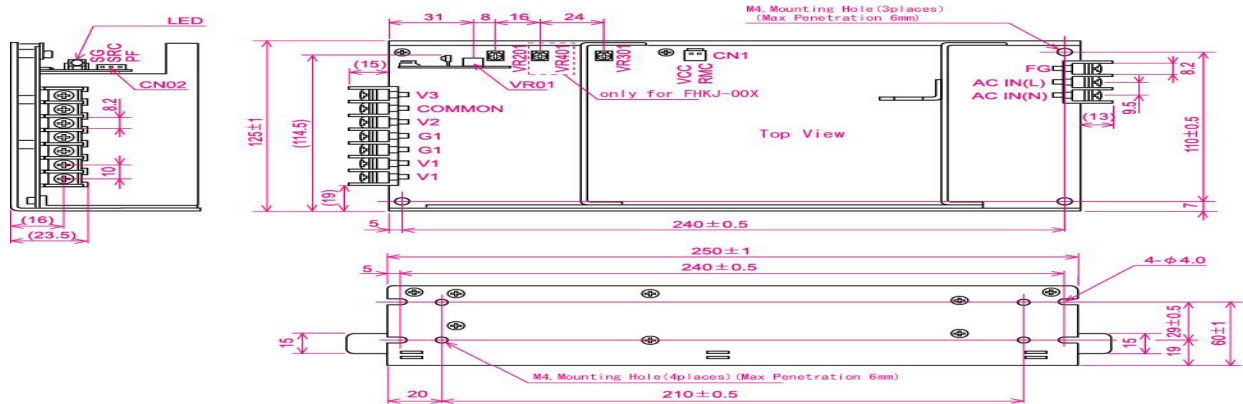 LED
SG
SRC
PF
CN02
8.2
10
(16)
(23.5)
31
8
16
24
M4, Mounting Hole(3places)
(Max Penetration 6mm)
VR201
VR401
VR301
VCC
RMC
CN1
VR01
only for FHKJ-00X
(15)
125±1
(114.5)
(19)
V3
COMMON
V2
G1
G1
V1
V1
Top View
FG
AC IN(L)
AC IN(N)
8.2
9.5
(13)
110±0.5
7
5
240±0.5
250±1
5
240±0.5
4-φ4.0
15
15
29±0.5
19
60±1
M4, Mounting Hole(4places) (Max Penetration 6mm)
20
210±0.5